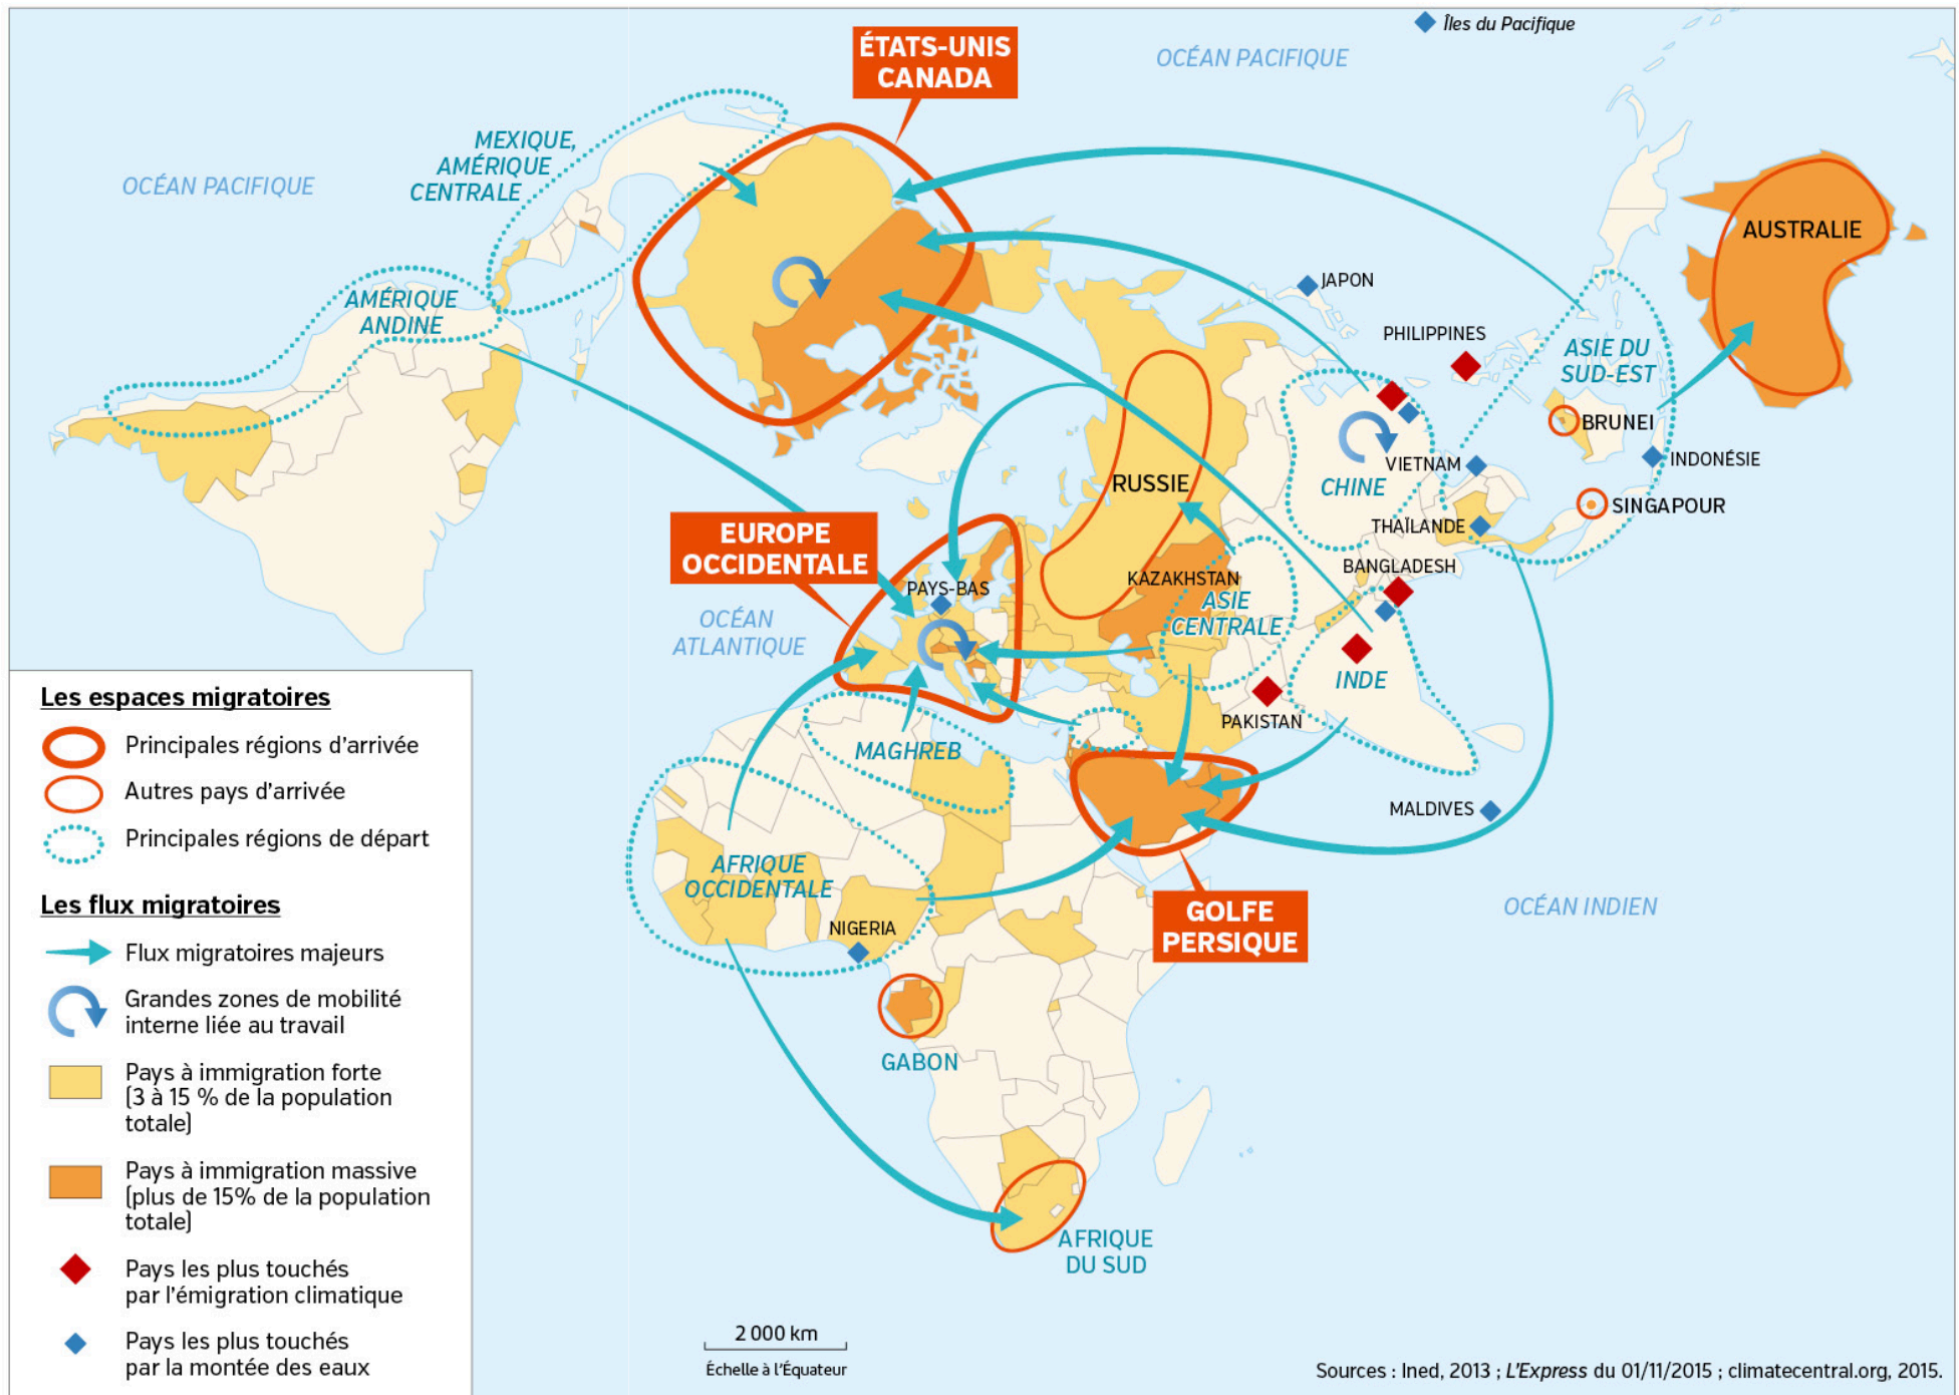 Îles du Pacifique
OCÉAN PACIFIQUE
ÉTATS-UNIS
CANADA
MEXIQUE,
AMÉRIQUE
CENTRALE
OCÉAN PACIFIQUE
AUSTRALIE
AMÉRIQUE
ANDINE
JAPON
PHILIPPINES
ASIE DU
SUD-EST
BRUNEI
INDONÉSIE
VIETNAM
RUSSIE
CHINE
SINGAPOUR
THAÏLANDE
EUROPE
OCCIDENTALE
BANGLADESH
KAZAKHSTAN
PAYS-BAS
ASIE
CENTRALE
OCÉAN
ATLANTIQUE
INDE
PAKISTAN
MAGHREB
MALDIVES
AFRIQUE
OCCIDENTALE
NIGERIA
GOLFE
PERSIQUE
OCÉAN INDIEN
GABON
AFRIQUE
DU SUD
Les espaces migratoires
Principales régions d'arrivée
Autres pays d'arrivée
Principales régions de départ
Les flux migratoires
Flux migratoires majeurs
Grandes zones de mobilité
interne liée au travail
Pays à immigration forte
(3 à 15 % de la population
totale)
Pays à immigration massive
(plus de 15% de la population
totale)
Pays les plus touchés
par l'émigration climatique
Pays les plus touchés
par la montée des eaux
2 000 km
Échelle à l'Équateur
Sources : Ined, 2013 ; L'Express du 01/11/2015 ; climatecentral.org, 2015.